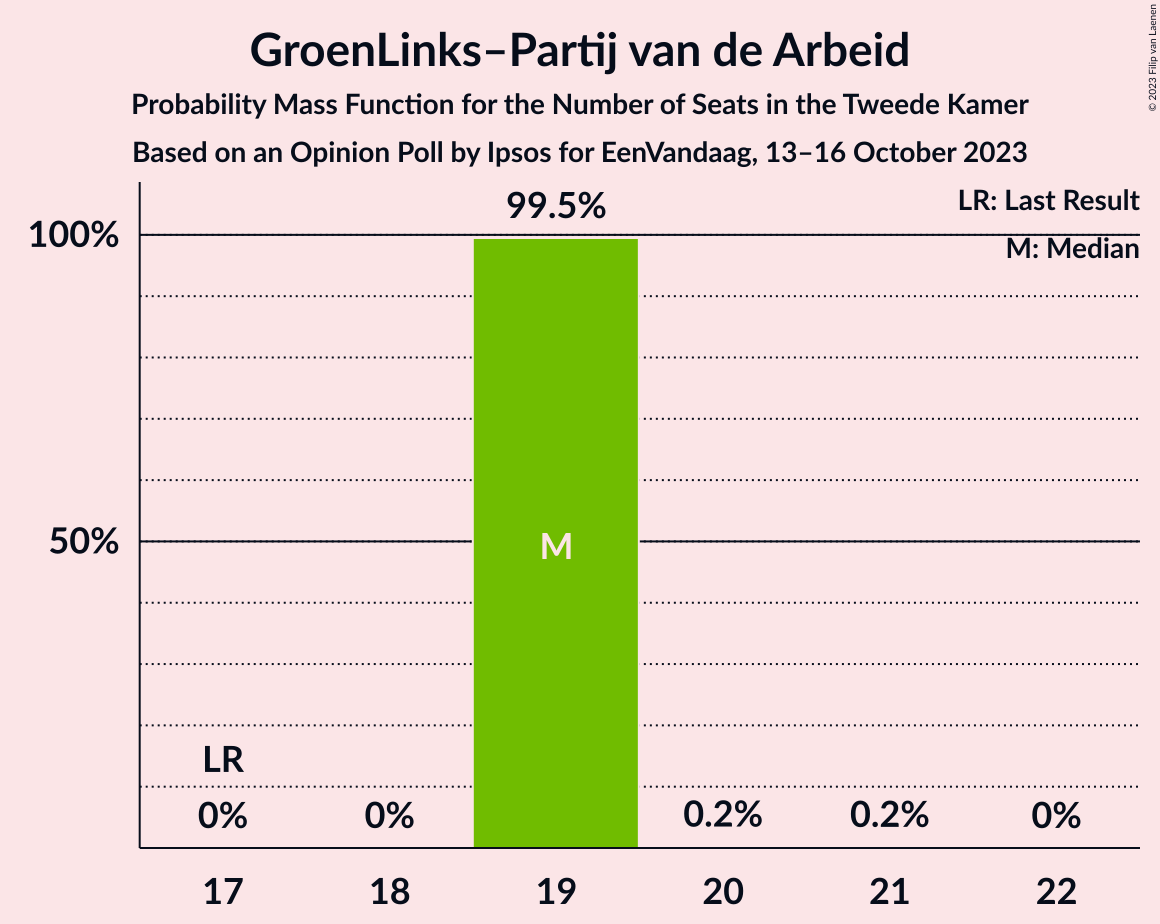 GroenLinks–Partij van de Arbeid
Probability Mass Function for the Number of Seats in the Tweede Kamer
Based on an Opinion Poll by Ipsos for EenVandaag, 13–16 October 2023
© 2023 Filip van Laenen
LR: Last Result
M: Median
100%
50%
99.5%
M
LR
0%
0%
0.2%
0.2%
0%
17
18
19
20
21
22